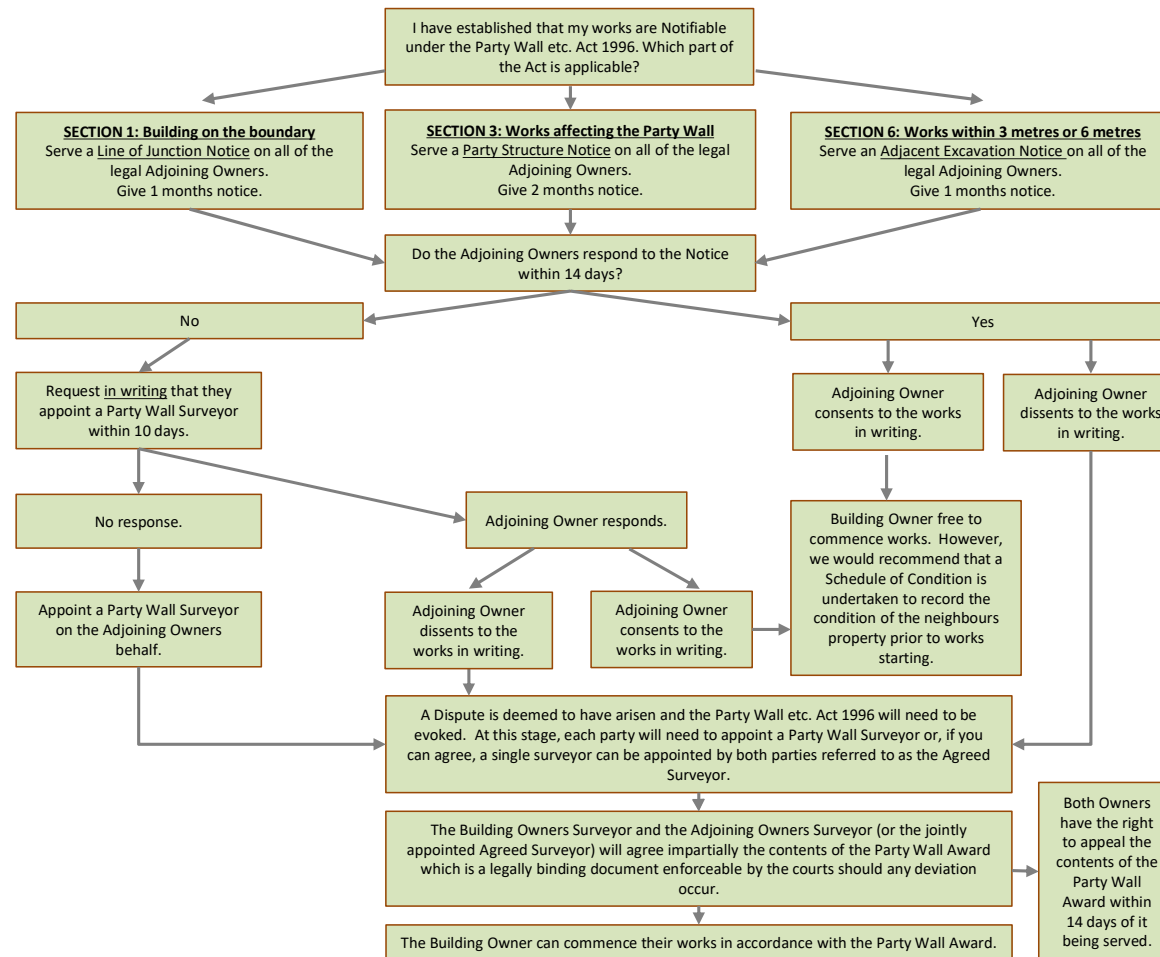 I have established that my works are Notifiable
under the Party Wall etc. Act 1996. Which part of
the Act is applicable?
SECTION 1: Building on the boundary
Serve a Line of Junction Notice on all of the
legal Adjoining Owners.
Give 1 months notice.
SECTION 3: Works affecting the Party Wall
Serve a Party Structure Notice on all of the legal
Adjoining Owners.
Give 2 months notice.
SECTION 6: Works within 3 metres or 6 metres
Serve an Adjacent Excavation Notice on all of the
legal Adjoining Owners.
Give 1 months notice.
Do the Adjoining Owners respond to the Notice
within 14 days?
No
Yes
Request in writing that they
appoint a Party Wall Surveyor
within 10 days.
Adjoining Owner
consents to the works
in writing.
Adjoining Owner
dissents to the works
in writing.
No response.
Adjoining Owner responds.
Building Owner free to
commence works. However,
we would recommend that a
Schedule of Condition is
undertaken to record the
condition of the neighbours
property prior to works
starting.
Appoint a Party Wall Surveyor
on the Adjoining Owners
behalf.
Adjoining Owner
dissents to the
works in writing.
Adjoining Owner
consents to the
works in writing.
A Dispute is deemed to have arisen and the Party Wall etc. Act 1996 will need to be
evoked. At this stage, each party will need to appoint a Party Wall Surveyor or, if you
can agree, a single surveyor can be appointed by both parties referred to as the Agreed
Surveyor.
The Building Owners Surveyor and the Adjoining Owners Surveyor (or the jointly
appointed Agreed Surveyor) will agree impartially the contents of the Party Wall Award
which is a legally binding document enforceable by the courts should any deviation
occur.
Both Owners
have the right
to appeal the
contents of the
Party Wall
Award within
14 days of it
being served.
The Building Owner can commence their works in accordance with the Party Wall Award.